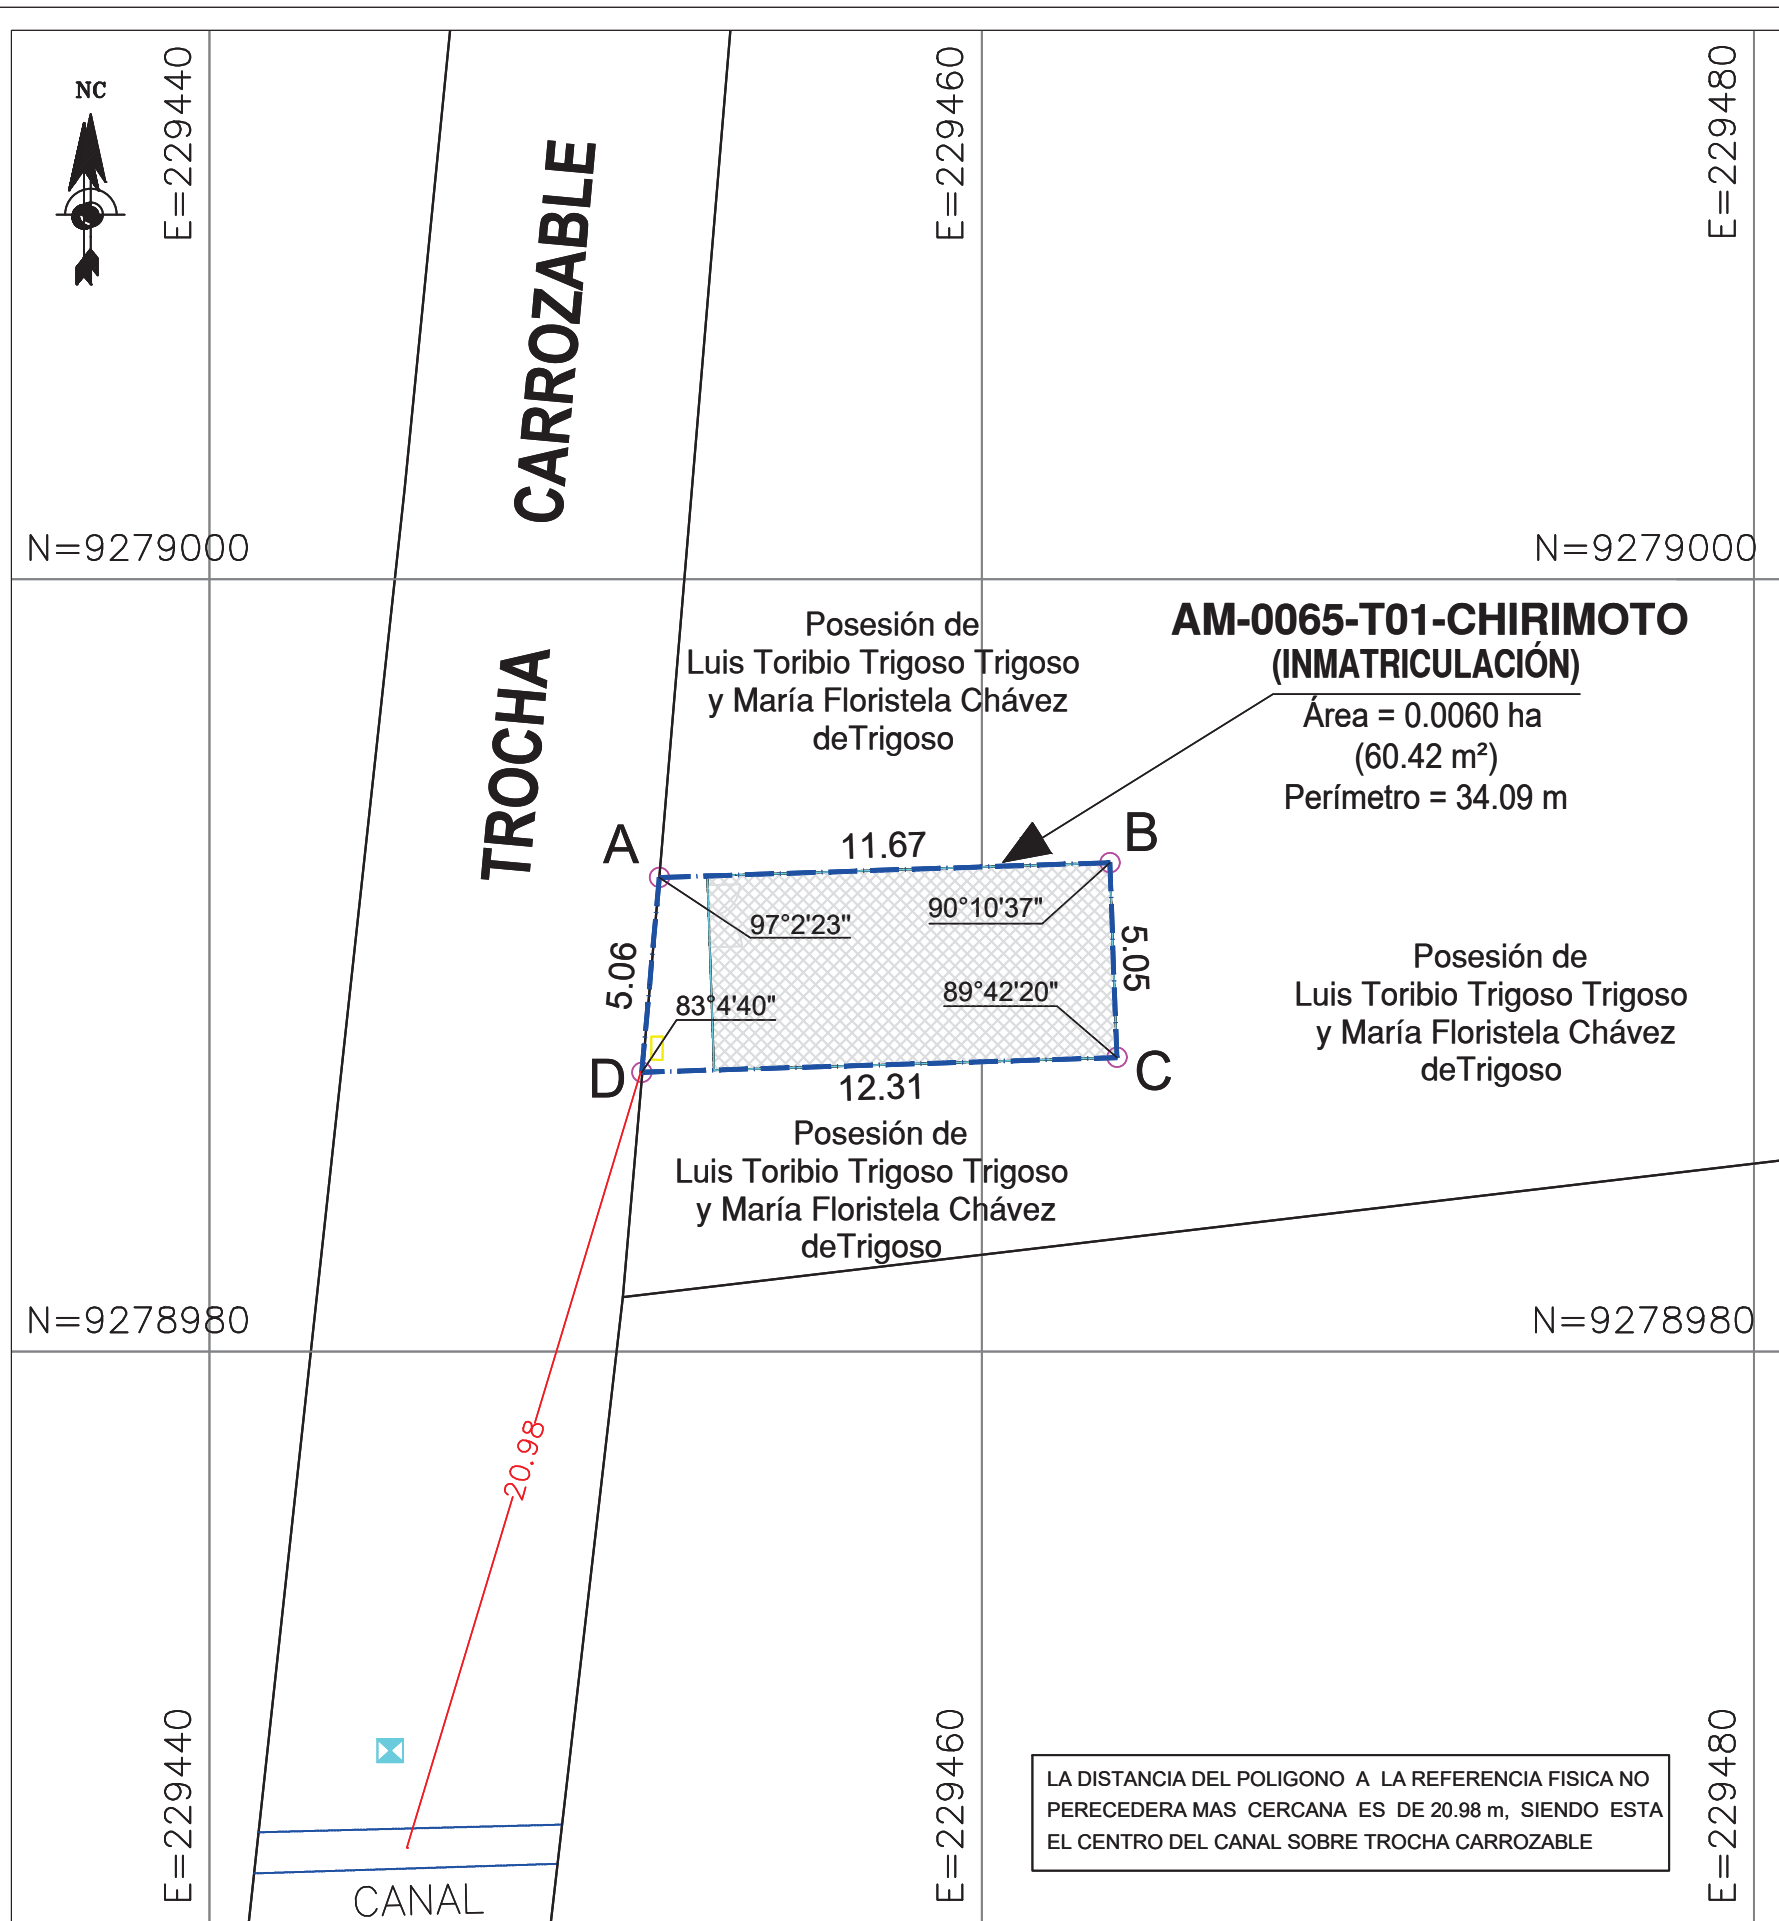 NC
E=229440
E=229460
E=229480
CARROZABLE
TROCHA
N=9279000
N=9279000
Posesión de
Luis Toribio Trigoso Trigoso
y María Floristela Chávez
deTrigoso
AM-0065-T01-CHIRIMOTO
(INMATRICULACIÓN)
Área = 0.0060 ha
(60.42 m²)
Perímetro = 34.09 m
A
11.67
B
97°2'23"
90°10'37"
5.06
5.05
83°4'40"
89°42'20"
D
12.31
C
Posesión de
Luis Toribio Trigoso Trigoso
y María Floristela Chávez
deTrigoso
Posesión de
Luis Toribio Trigoso Trigoso
y María Floristela Chávez
deTrigoso
N=9278980
N=9278980
20.98
E=229440
E=229460
E=229480
LA DISTANCIA DEL POLIGONO A LA REFERENCIA FISICA NO
PERECEDERA MAS CERCANA ES DE 20.98 m, SIENDO ESTA
EL CENTRO DEL CANAL SOBRE TROCHA CARROZABLE
CANAL